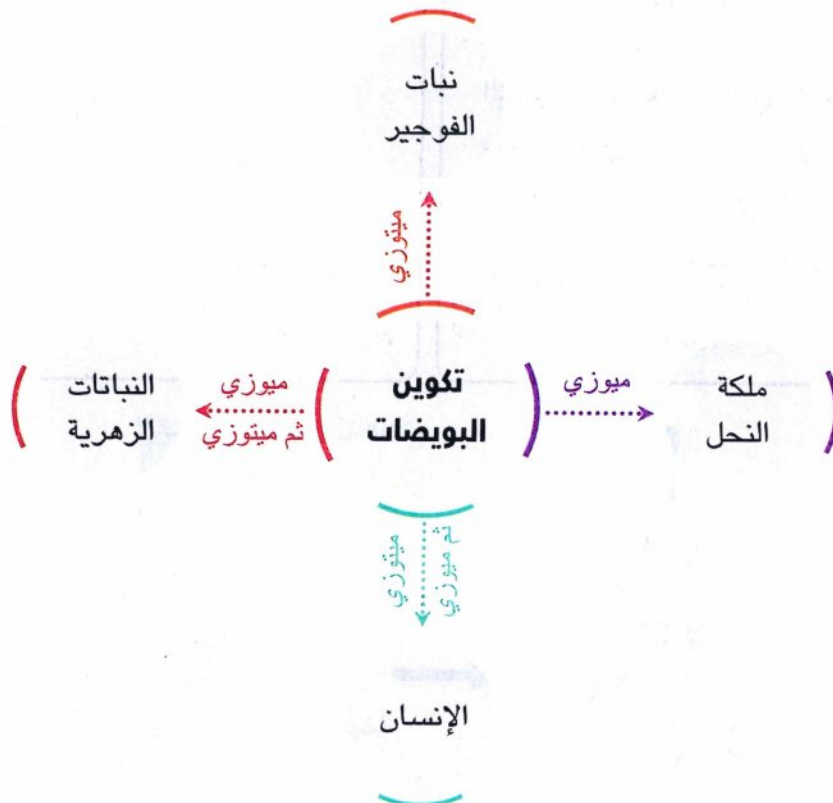 نبات
الفوجير
ميتوزي
تكوين
البويضات
ميوزي
ملكة
النحل
ميوزي
ثم ميتوزي
النباتات
الزهرية
ميتوزي
ثم ميوزي
الإنسان